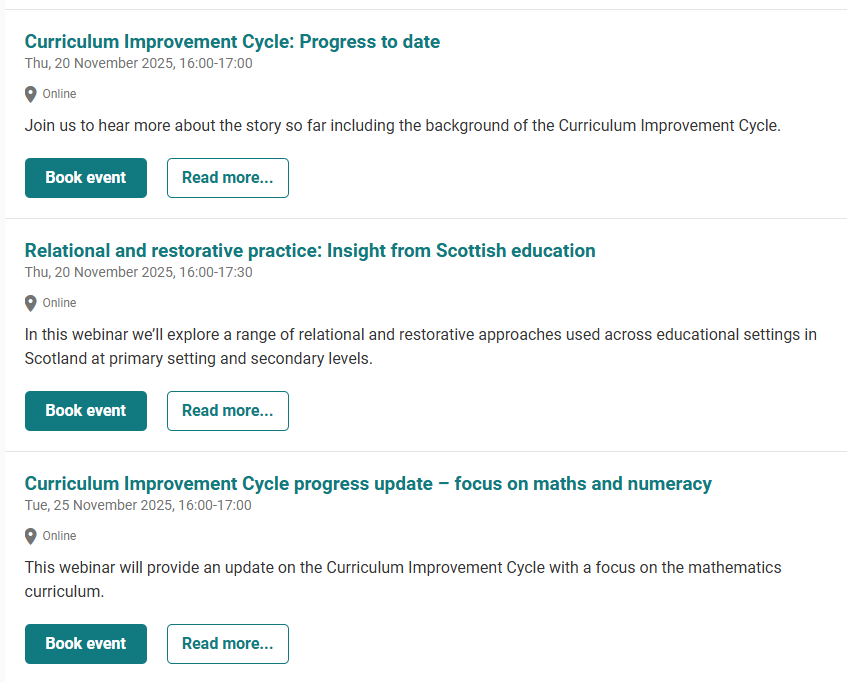 Curriculum Improvement Cycle: Progress to date
Thu, 20 November 2025, 16:00-17:00
Online
Join us to hear more about the story so far including the background of the Curriculum Improvement Cycle.
Book event Read more...
Relational and restorative practice: Insight from Scottish education
Thu, 20 November 2025, 16:00-17:30
Online
In this webinar we’ll explore a range of relational and restorative approaches used across educational settings in
Scotland at primary setting and secondary levels.
Book event Read more...
Curriculum Improvement Cycle progress update – focus on maths and numeracy
Tue, 25 November 2025, 16:00-17:00
Online
This webinar will provide an update on the Curriculum Improvement Cycle with a focus on the mathematics
curriculum.
Book event Read more...